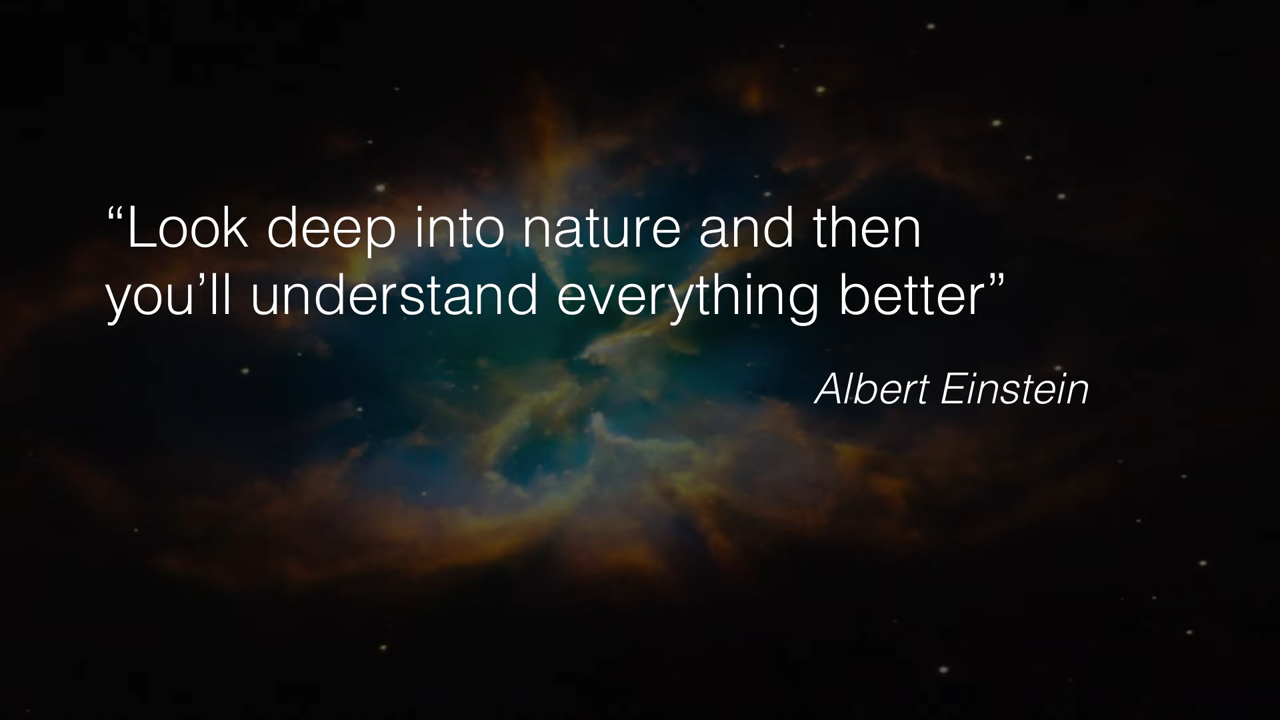 “Look deep into nature and then
you’ll understand everything better”
Albert Einstein